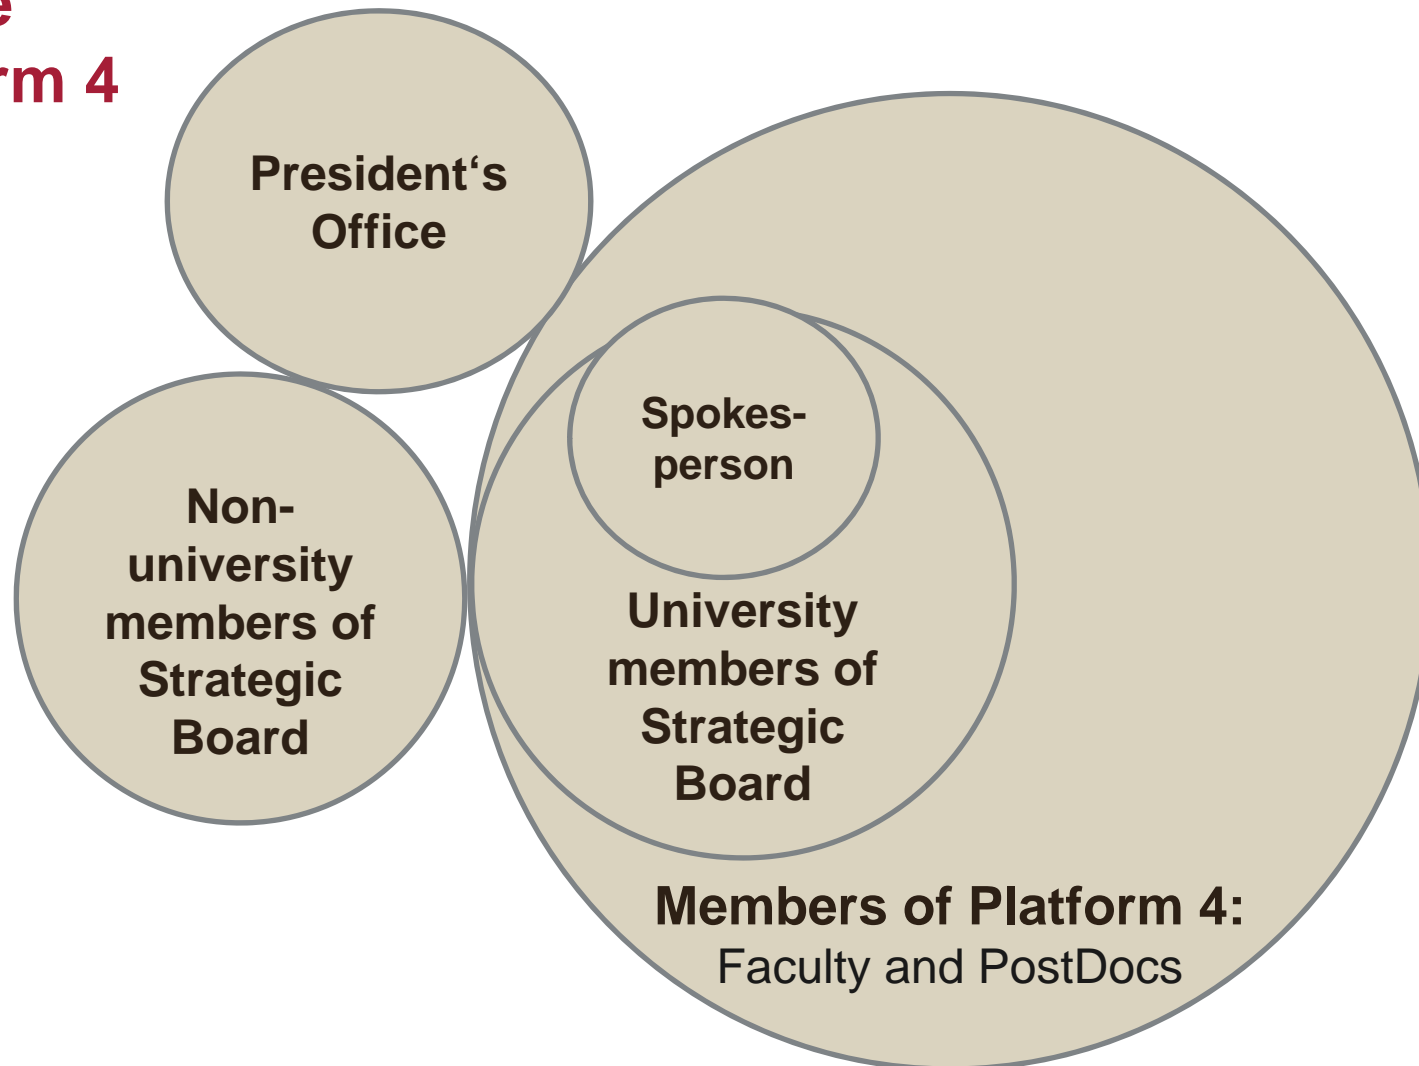 rm 4
President‘s
Office
Spokes-
person
Non-
university
members of
Strategic
Board
University
members of
Strategic
Board
Members of Platform 4:
Faculty and PostDocs